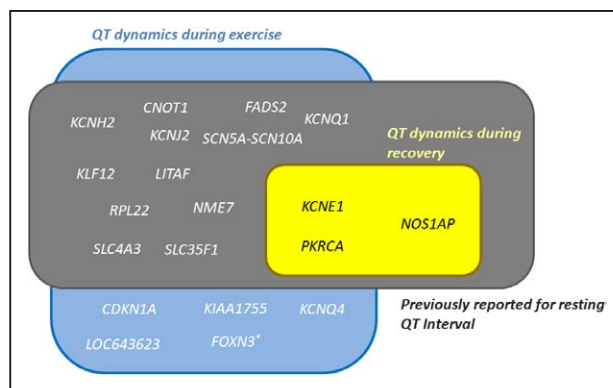 QT dynamics during exercise
CNOT1 FADS2
KCNH2 KCNQ1
KCNJ2 SCN5A-SCN10A
QT dynamics during
recovery
KLF12 LITAF
RPL22 NME7 KCNE1
NOS1AP
SLC4A3 SLC35F1 PKRCA
CDKN1A KIAA1755 KCNQ4
Previously reported for resting
QT Interval
LOC643623 FOXN3*